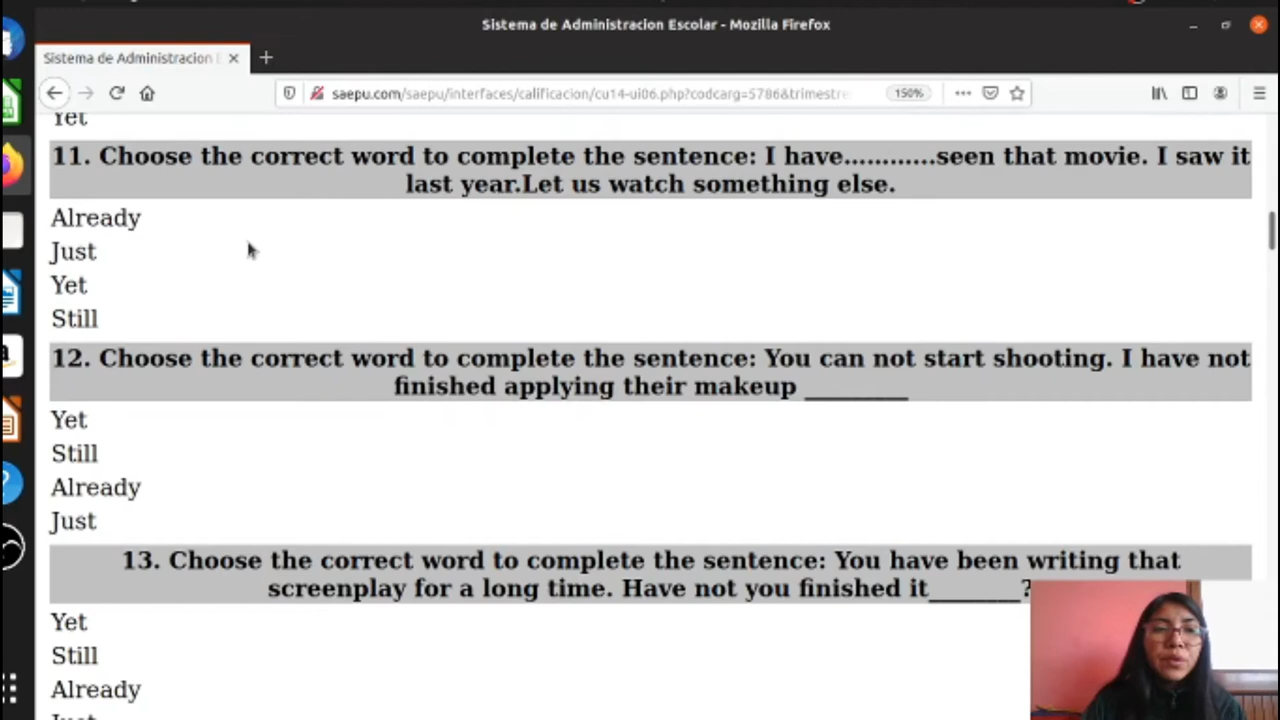 Sistema de Administracion Escolar - Mozilla Firefox
Sistema de Administracion
saepu.com/saepu/interfaces/calificacion/cu14-ui06.php?codcarg=5786&trimestre
150%
Yet
11. Choose the correct word to complete the sentence: I have............seen that movie. I saw it
last year.Let us watch something else.
Already
Just
Yet
Still
12. Choose the correct word to complete the sentence: You can not start shooting. I have not
finished applying their makeup ________
Yet
Still
Already
Just
13. Choose the correct word to complete the sentence: You have been writing that
screenplay for a long time. Have not you finished it_______?
Yet
Still
Already
Just